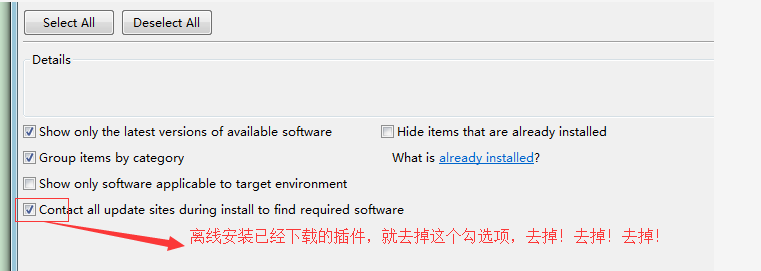 Select All Deselect All
Details
Show only the latest versions of available software Hide items that are already installed
Group items by category What is already installed?
Show only software applicable to target environment
Contact all update sites during install to find required software
离线安装已经下载的插件，就去掉这个勾选项，去掉！去掉！去掉！